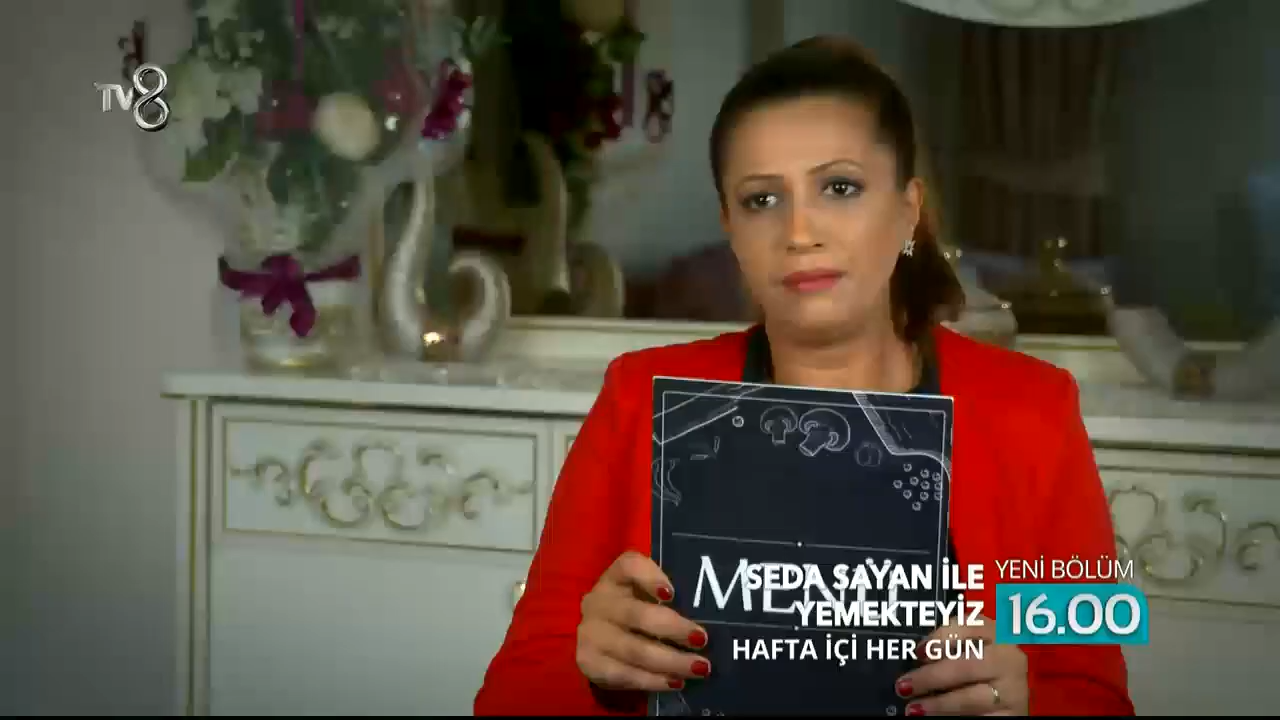 TV8
MENÜ
SEDA SAYAN İLE
YEMEKTEYİZ
HAFTA İÇİ HER GÜN
YENİ BÖLÜM
16.00